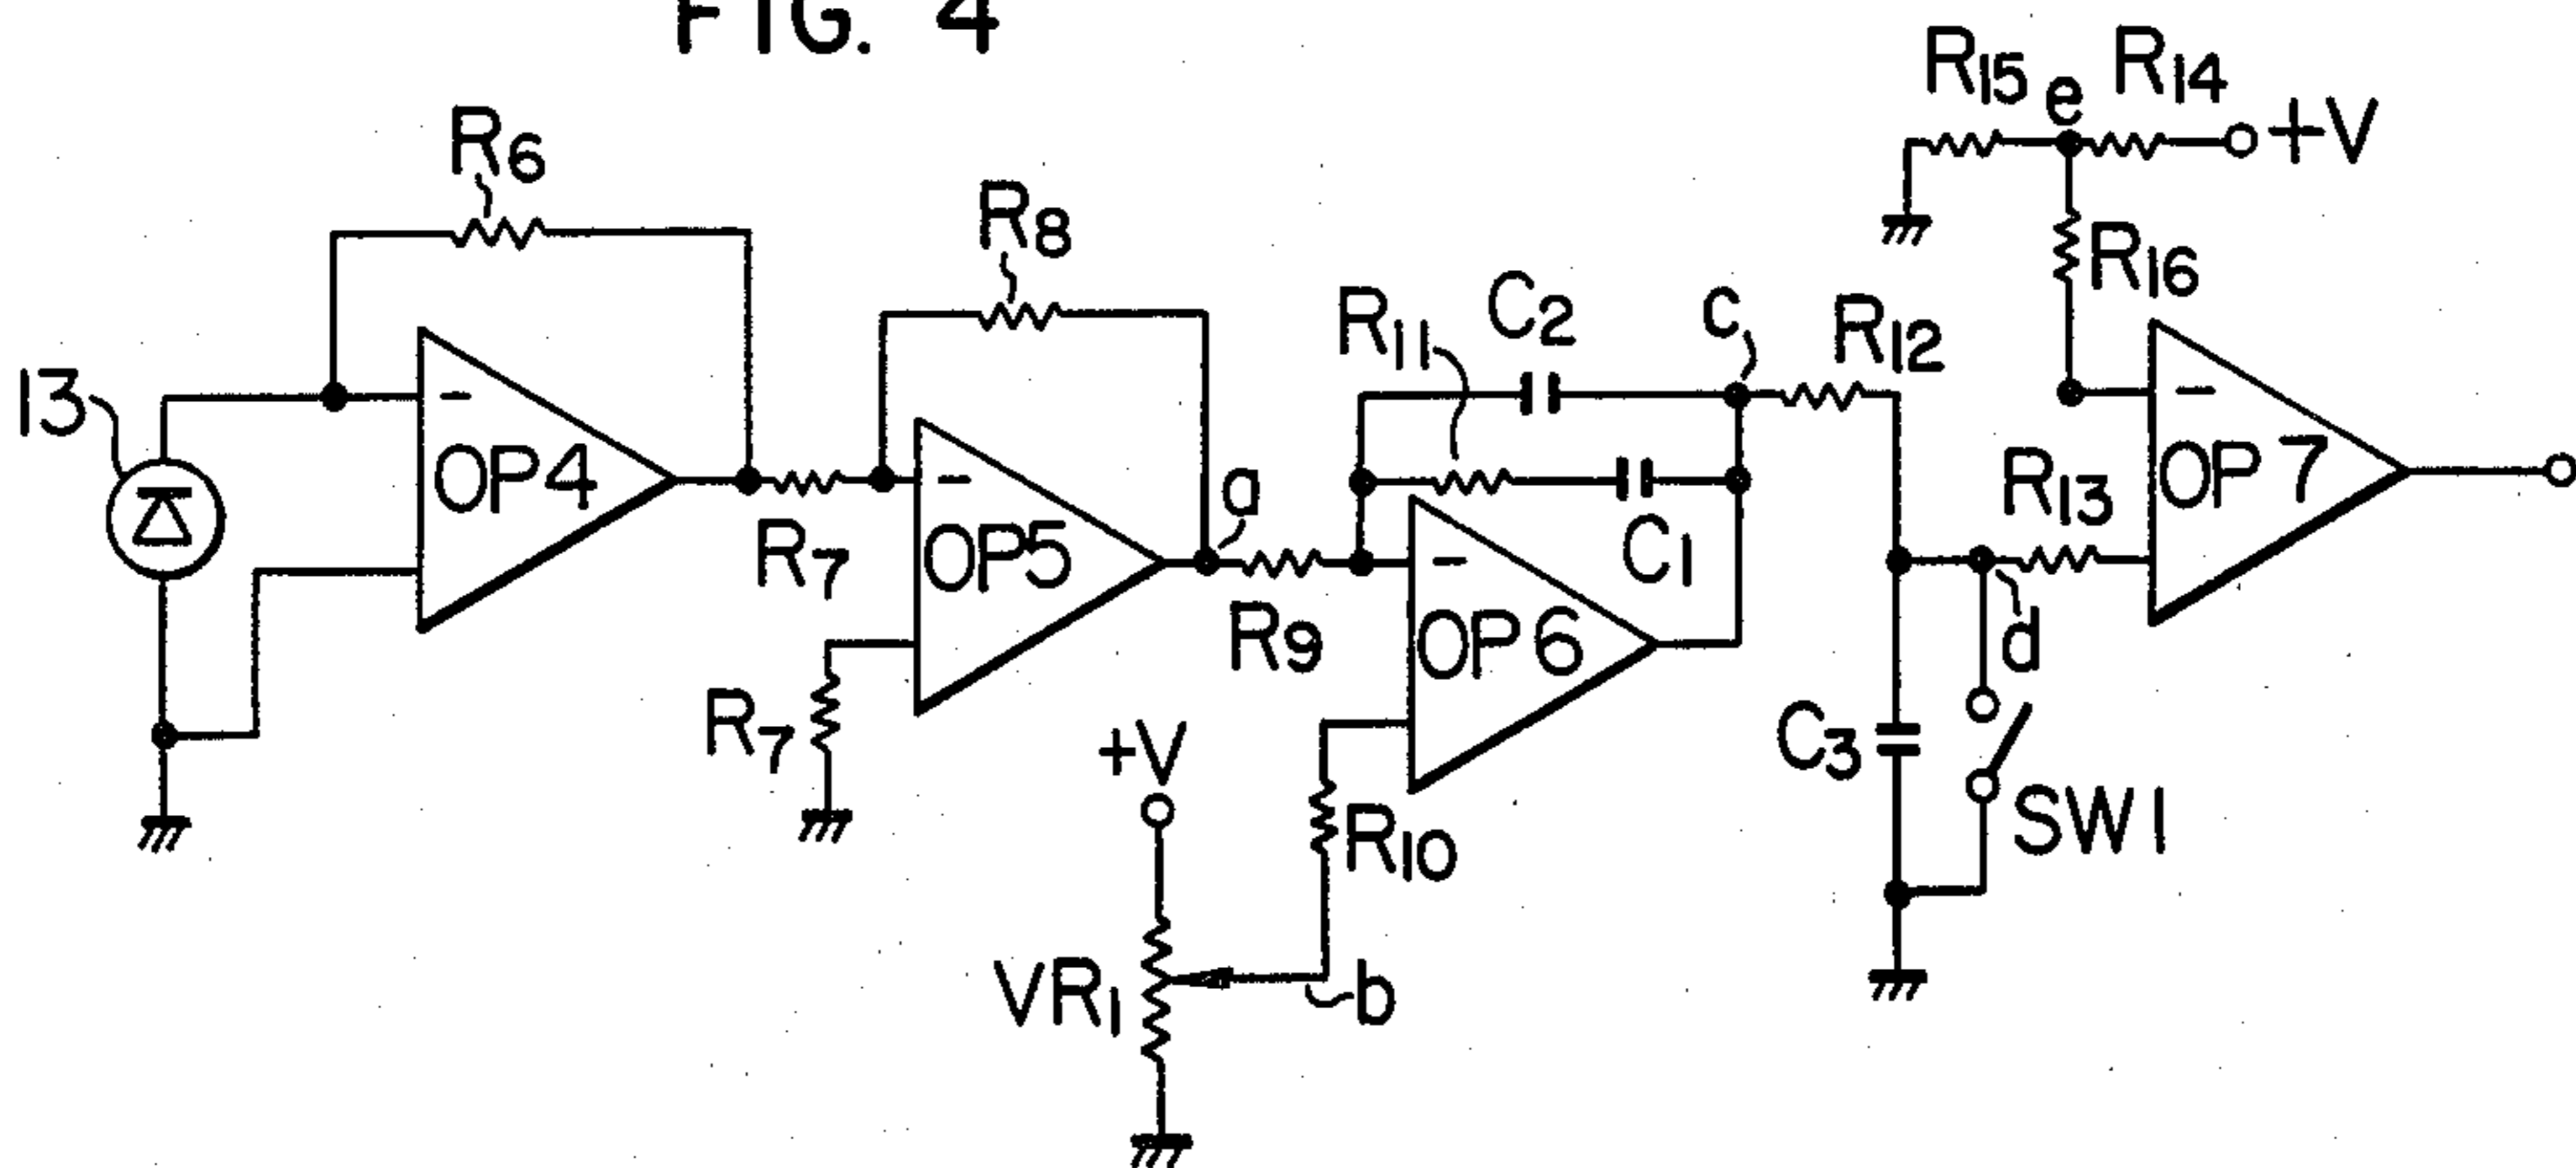 FIG. 4
R15 e R14
+V
R6
R8
R16
R11 C2 c R12
13
OP4
OP5
a
R7
R9
C1
R13
OP7
OP6
d
R7
+V
C3
SW1
R10
VR1
b